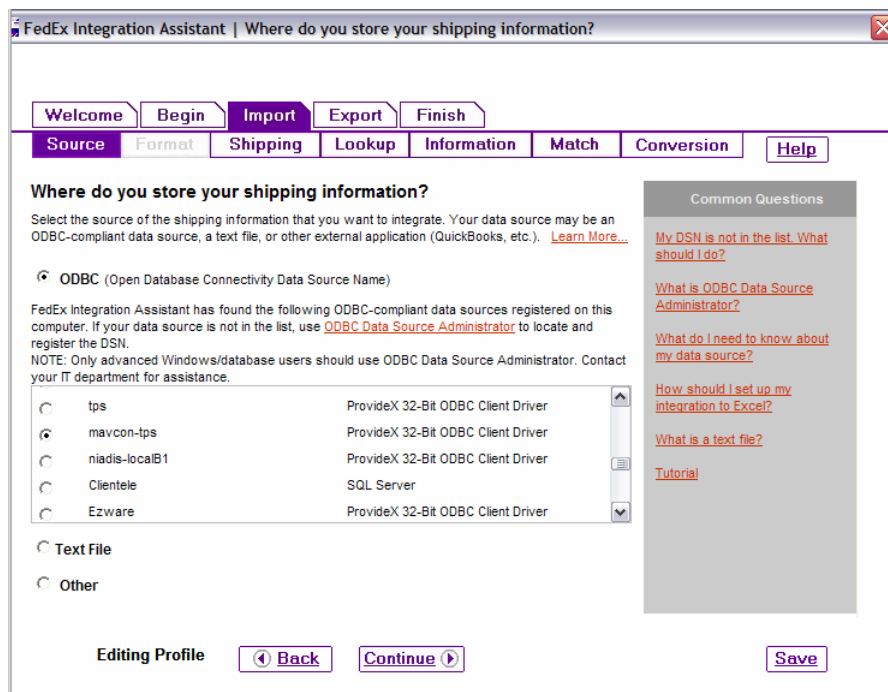 FedEx Integration Assistant | Where do you store your shipping information?
Welcome Begin Import Export Finish
Source Format Shipping Lookup Information Match Conversion Help
Where do you store your shipping information?
Select the source of the shipping information that you want to integrate. Your data source may be an
ODBC-compliant data source, a text file, or other external application (QuickBooks, etc.). Learn More...
ODBC (Open Database Connectivity Data Source Name)
FedEx Integration Assistant has found the following ODBC-compliant data sources registered on this
computer. If your data source is not in the list, use ODBC Data Source Administrator to locate and
register the DSN.
NOTE: Only advanced Windows/database users should use ODBC Data Source Administrator. Contact
your IT department for assistance.
tps ProvideX 32-Bit ODBC Client Driver
mavcon-tps ProvideX 32-Bit ODBC Client Driver
niadis-localB1 ProvideX 32-Bit ODBC Client Driver
Clientele SQL Server
Ezware ProvideX 32-Bit ODBC Client Driver
Text File
Other
Common Questions
My DSN is not in the list. What
should I do?
What is ODBC Data Source
Administrator?
What do I need to know about
my data source?
How should I set up my
integration to Excel?
What is a text file?
Tutorial
Editing Profile Back Continue Save